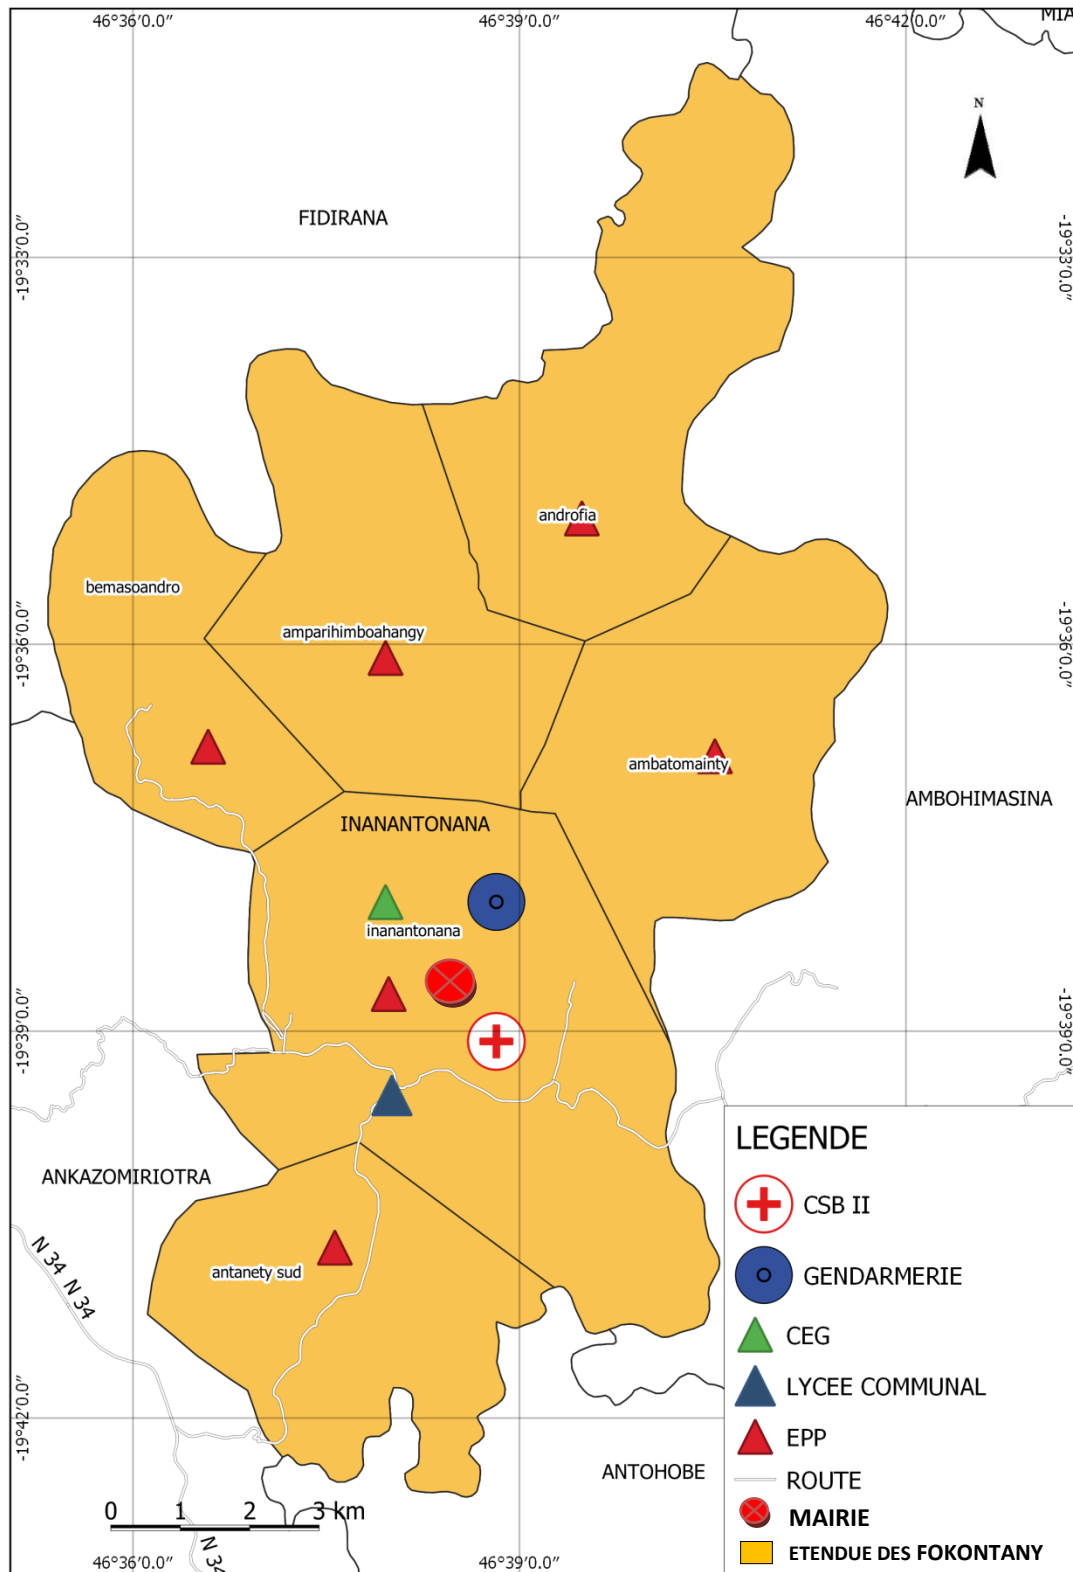 46°36’0.0” 46°39’0.0” 46°42’0.0”
MIA
N
FIDIRANA
-19°33’0.0” -19°33’0.0”
androfia
bemasoandro
amparihimboahangy
-19°36’0.0” -19°36’0.0”
ambatomainty
AMBOHIMASINA
INANANTONANA
inanantonana
-19°39’0.0” -19°39’0.0”
ANKAZOMIRIOTRA
N 34 N 34
antanety sud
-19°42’0.0”
ANTOHOBE
0 1 2 3 km
N 34
46°36’0.0” 46°39’0.0”
LEGENDE
CSB II
GENDARMERIE
CEG
LYCEE COMMUNAL
EPP
ROUTE
MAIRIE
ETENDUE DES FOKONTANY